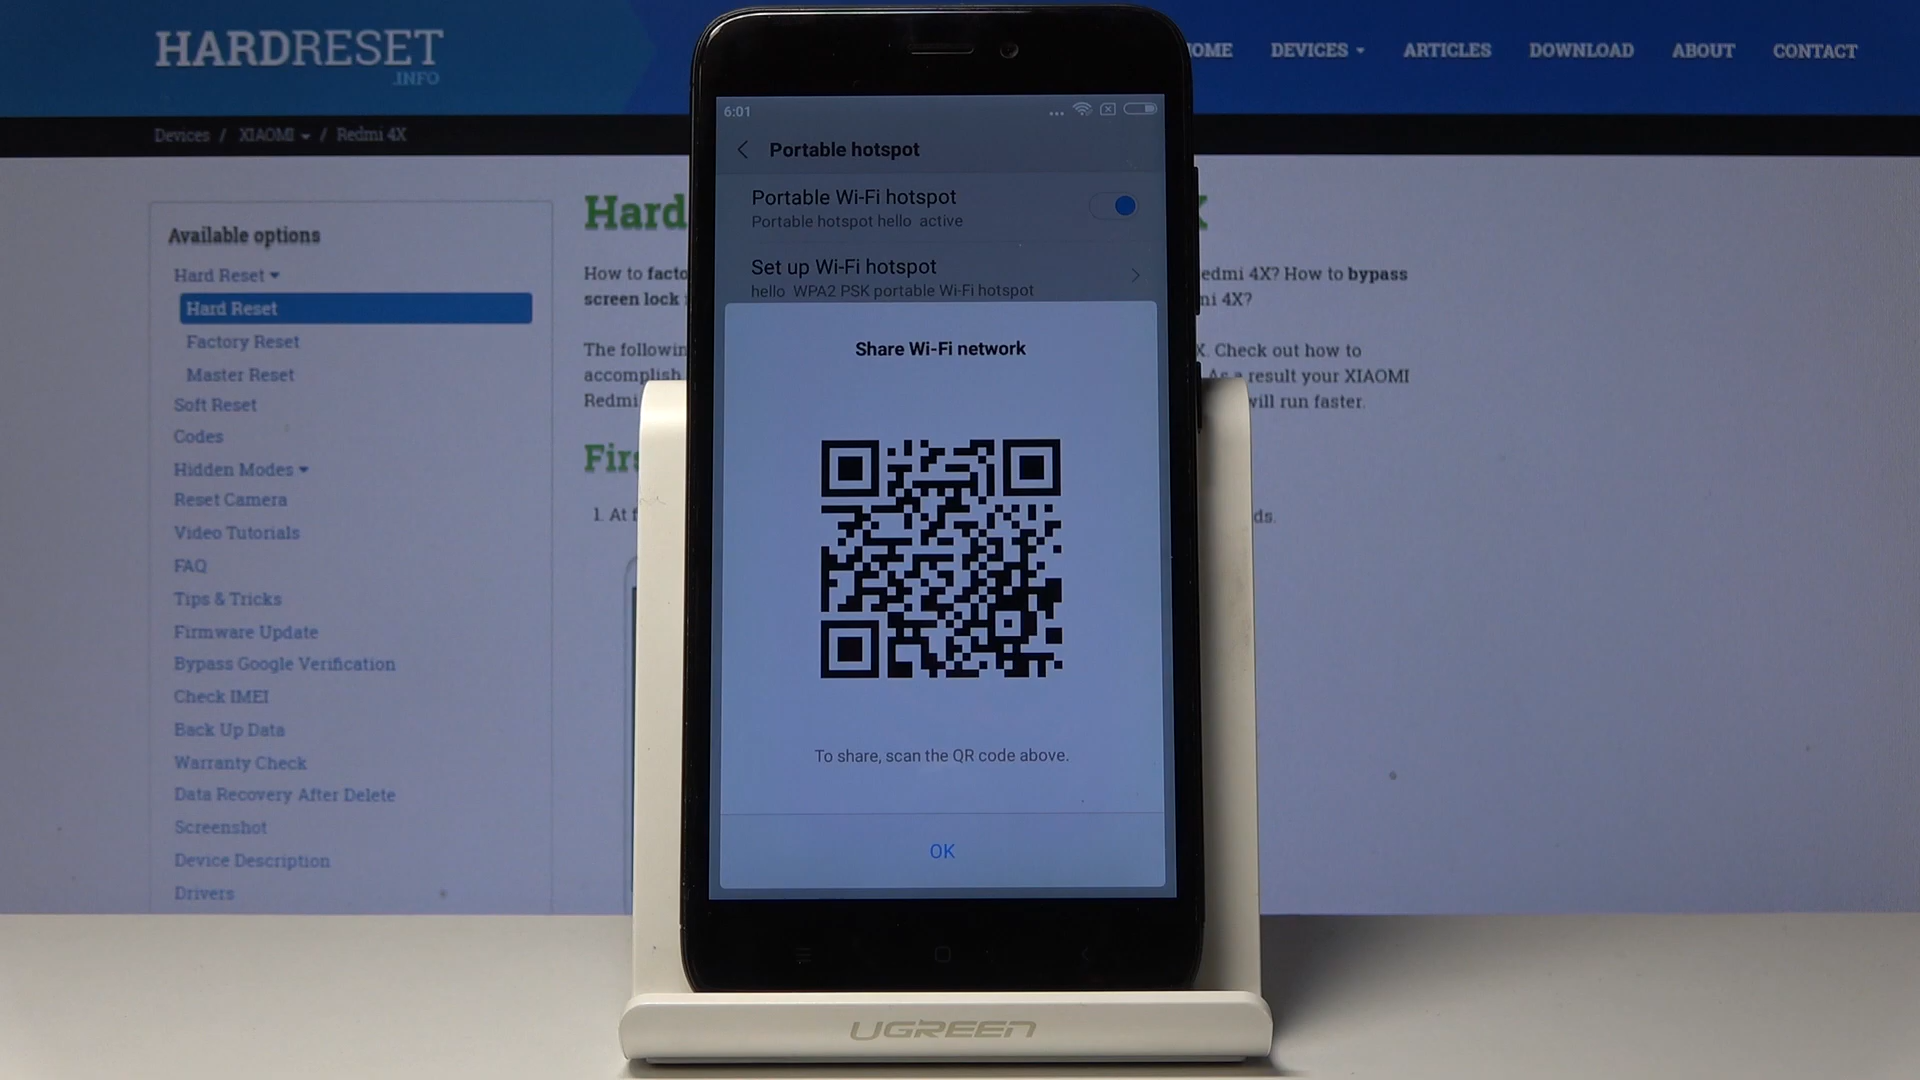 HARDRESET
.INFO
OME DEVICES ARTICLES DOWNLOAD ABOUT CONTACT
Devices / XIAOMI / Redmi 4X
Available options
Hard Reset
Hard Reset
Factory Reset
Master Reset
Soft Reset
Codes
Hidden Modes
Reset Camera
Video Tutorials
FAQ
Tips & Tricks
Firmware Update
Bypass Google Verification
Check IMEI
Back Up Data
Warranty Check
Data Recovery After Delete
Screenshot
Device Description
Drivers
Hard X
How to facto edmi 4X? How to bypass
screen lock ni 4X?
The followin X. Check out how to
accomplish As a result your XIAOMI
Redmi will run faster.
Firs
1. At f ds.
6:01
Portable hotspot
Portable Wi-Fi hotspot
Portable hotspot hello active
Set up Wi-Fi hotspot
hello WPA2 PSK portable Wi-Fi hotspot
Share Wi-Fi network
To share, scan the QR code above.
OK
UGREEN